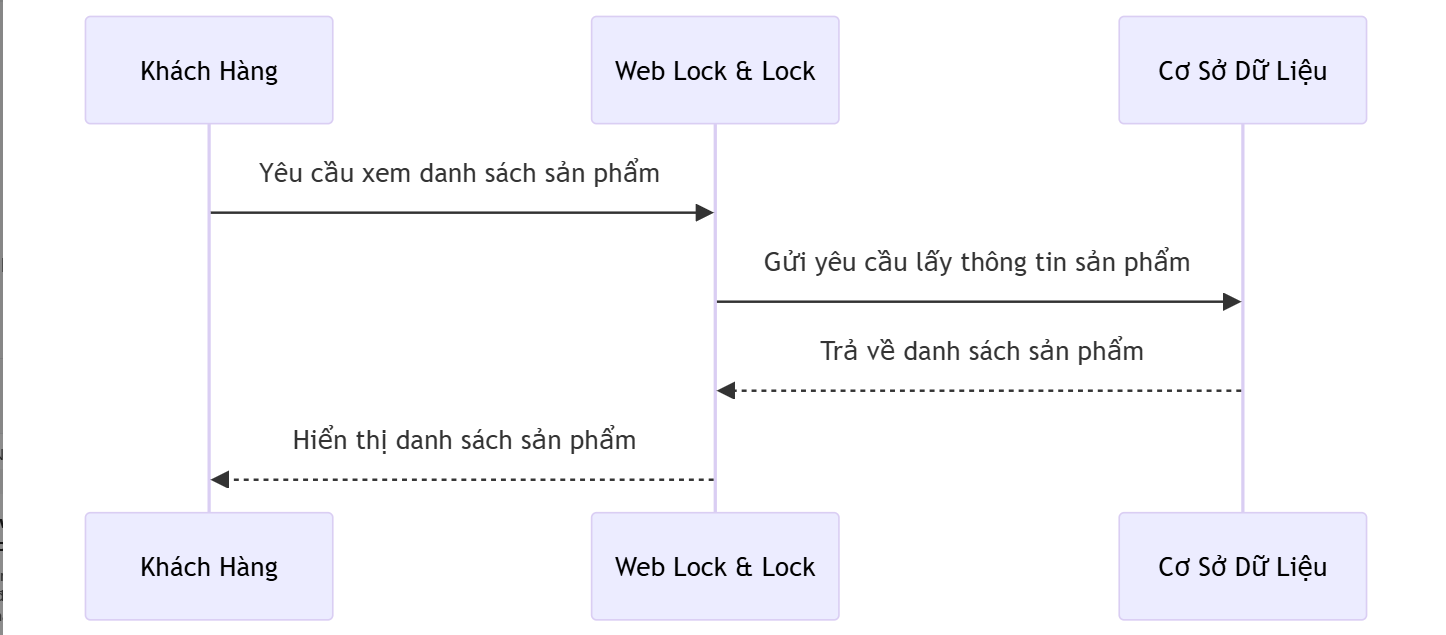 Khách Hàng
Web Lock & Lock
Cơ Sở Dữ Liệu
Yêu cầu xem danh sách sản phẩm
Gửi yêu cầu lấy thông tin sản phẩm
Trả về danh sách sản phẩm
Hiển thị danh sách sản phẩm
Khách Hàng
Web Lock & Lock
Cơ Sở Dữ Liệu